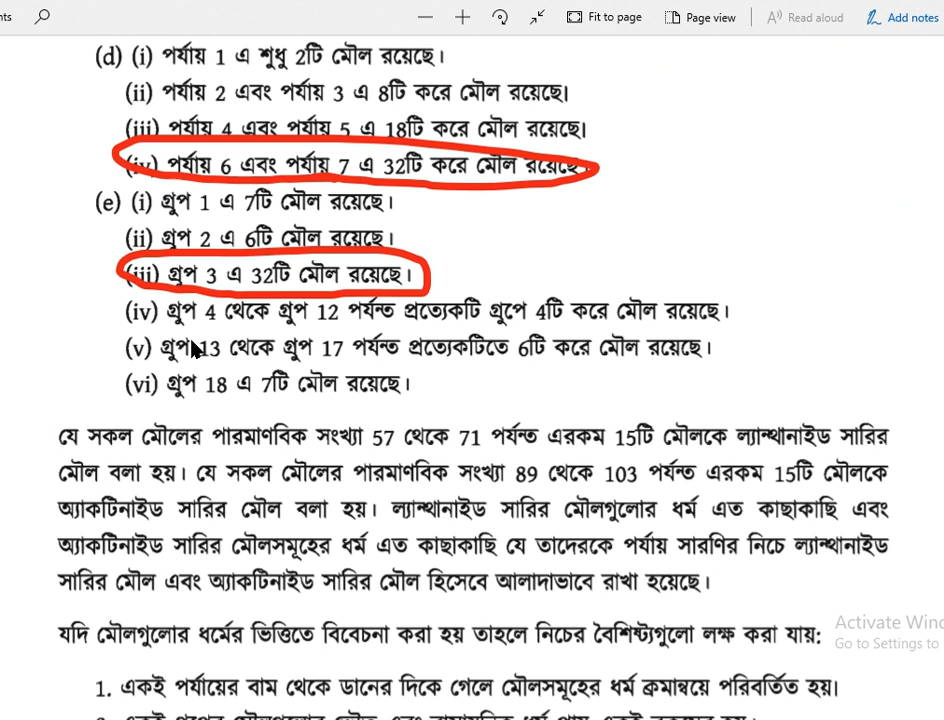 nts
Fit to page
Page view
Read aloud
Add notes
(d) (i) পর্যায় 1 এ শুধু 2টি মৌল রয়েছে।
(ii) পর্যায় 2 এবং পর্যায় 3 এ 8টি করে মৌল রয়েছে।
(iii) পর্যায় 4 এবং পর্যায় 5 এ 18টি করে মৌল রয়েছে।
(iv) পর্যায় 6 এবং পর্যায় 7 এ 32টি করে মৌল রয়েছে।
(e) (i) গ্রুপ 1 এ 7টি মৌল রয়েছে।
(ii) গ্রুপ 2 এ 6টি মৌল রয়েছে।
(iii) গ্রুপ 3 এ 32টি মৌল রয়েছে।
(iv) গ্রুপ 4 থেকে গ্রুপ 12 পর্যন্ত প্রত্যেকটি গ্রুপে 4টি করে মৌল রয়েছে।
(v) গ্রুপ 13 থেকে গ্রুপ 17 পর্যন্ত প্রত্যেকটিতে 6টি করে মৌল রয়েছে।
(vi) গ্রুপ 18 এ 7টি মৌল রয়েছে।
যে সকল মৌলের পারমাণবিক সংখ্যা 57 থেকে 71 পর্যন্ত এরকম 15টি মৌলকে ল্যান্থানাইড সারির
মৌল বলা হয়। যে সকল মৌলের পারমাণবিক সংখ্যা 89 থেকে 103 পর্যন্ত এরকম 15টি মৌলকে
অ্যাকটিনাইড সারির মৌল বলা হয়। ল্যান্থানাইড সারির মৌলগুলোর ধর্ম এত কাছাকাছি এবং
অ্যাকটিনাইড সারির মৌলসমূহের ধর্ম এত কাছাকাছি যে তাদেরকে পর্যায় সারণির নিচে ল্যান্থানাইড
সারির মৌল এবং অ্যাকটিনাইড সারির মৌল হিসেবে আলাদাভাবে রাখা হয়েছে।
যদি মৌলগুলোর ধর্মের ভিত্তিতে বিবেচনা করা হয় তাহলে নিচের বৈশিষ্ট্যগুলো লক্ষ করা যায়:
Activate Wind
Go to Settings to
1. একই পর্যায়ের বাম থেকে ডানের দিকে গেলে মৌলসমূহের ধর্ম ক্রমান্বয়ে পরিবর্তিত হয়।